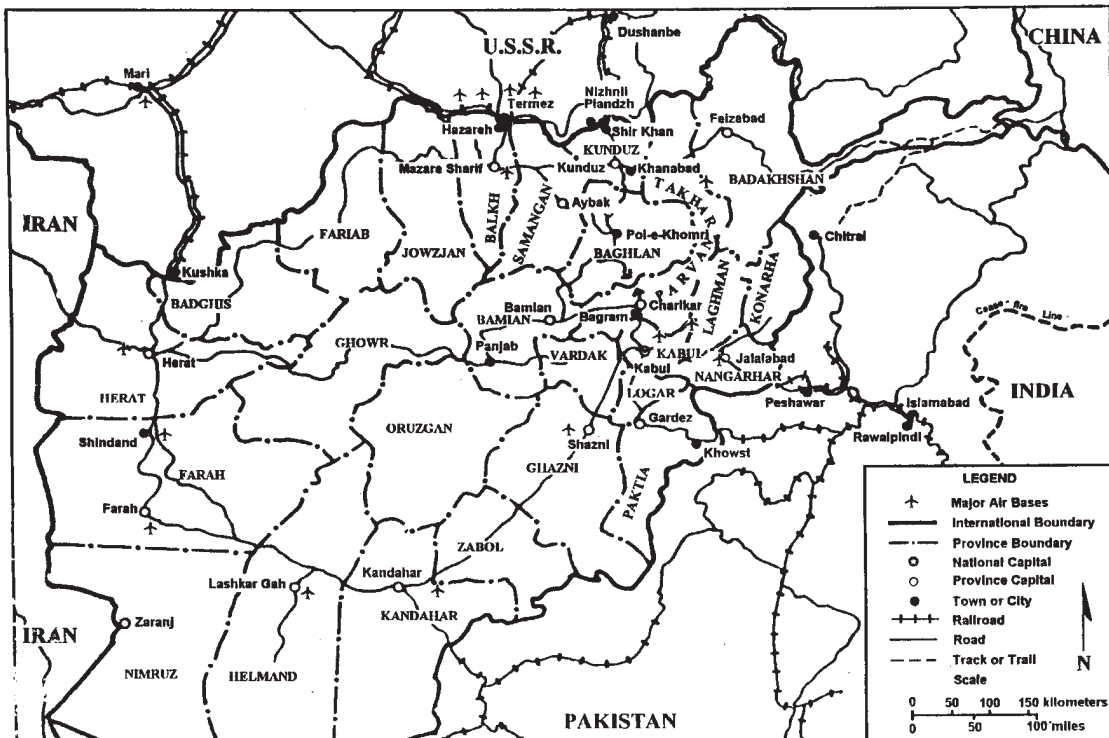 U.S.S.R.
CHINA
Dushanbe
Mari
Termez
Nizhnii
Piandzh
Hazareh
Shir Khan
Feizabad
KUNDUZ
Mazare Sharif
Kunduz
Khanabad
BADAKHSHAN
TAKHAR
IRAN
BALKH
SAMANGAN
Aybak
FARIAB
JOWZJAN
Pol-e-Khomri
Chitral
BAGHLAN
PARVAN
LAGHMAN
KONARHA
Kushka
BADGHIS
Bamian
Charikar
BAMIAN
Bagram
Cease-fire Line
GHOWR
Panjab
VARDAK
KABUL
Jalalabad
Herat
Kabul
NANGARHAR
INDIA
HERAT
LOGAR
Peshawar
Islamabad
ORUZGAN
Gardez
Rawalpindi
Shindand
Shazni
Khowst
FARAH
GHAZNI
PAKTIA
Farah
ZABOL
Lashkar Gah
Kandahar
KANDAHAR
IRAN
Zaranj
NIMRUZ
HELMAND
PAKISTAN
LEGEND
Major Air Bases
International Boundary
Province Boundary
National Capital
Province Capital
Town or City
Railroad
Road
Track or Trail
Scale
N
0 50 100 150 kilometers
0 50 100 miles